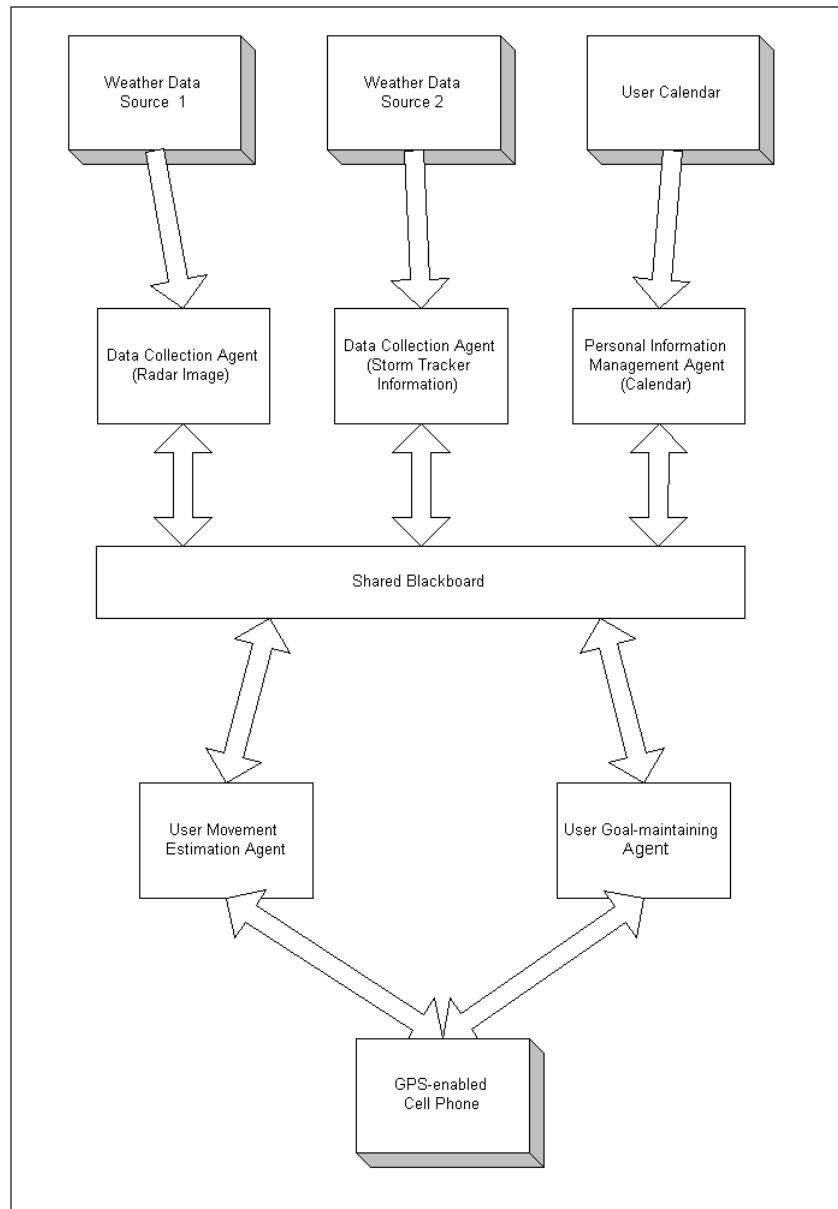 Weather Data
Source 1
Weather Data
Source 2
User Calendar
Data Collection Agent
(Radar Image)
Data Collection Agent
(Storm Tracker
Information)
Personal Information
Management Agent
(Calendar)
Shared Blackboard
User Movement
Estimation Agent
User Goal-maintaining
Agent
GPS-enabled
Cell Phone